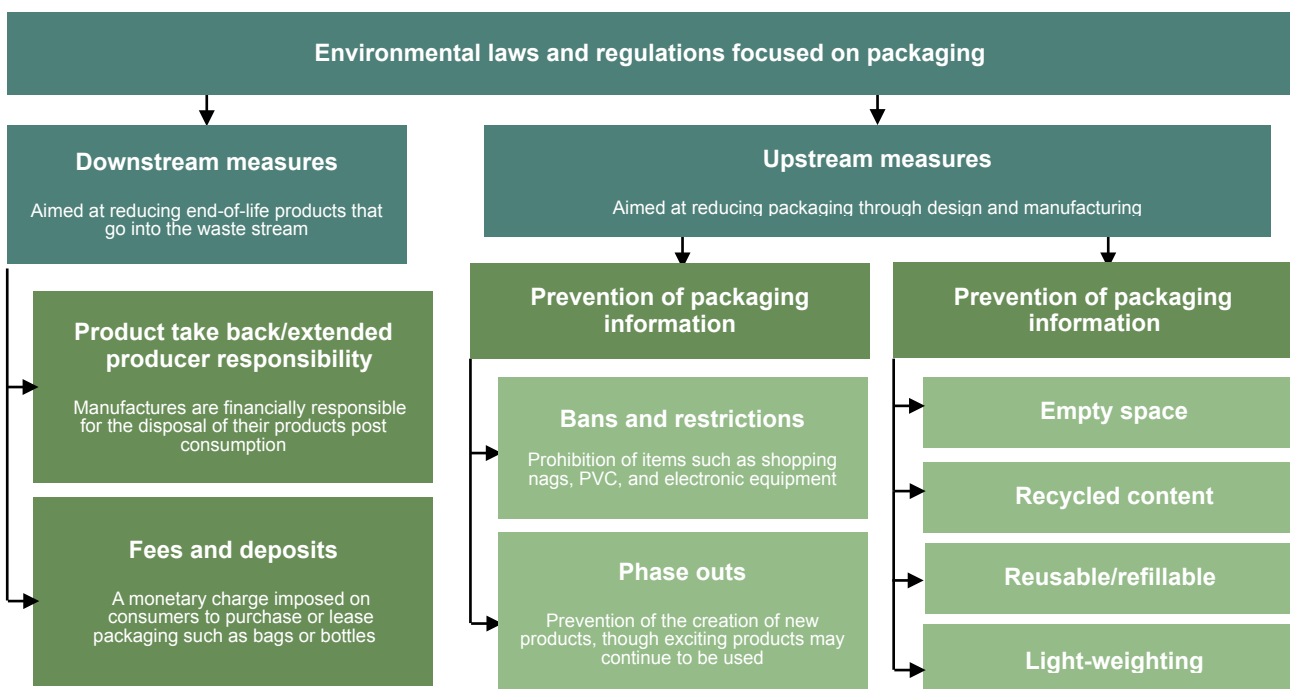 Environmental laws and regulations focused on packaging
Downstream measures
Aimed at reducing end-of-life products that
go into the waste stream
Product take back/extended
producer responsibility
Manufactures are financially responsible
for the disposal of their products post
consumption
Fees and deposits
A monetary charge imposed on
consumers to purchase or lease
packaging such as bags or bottles
Upstream measures
Aimed at reducing packaging through design and manufacturing
Prevention of packaging
information
Bans and restrictions
Prohibition of items such as shopping
nags, PVC, and electronic equipment
Phase outs
Prevention of the creation of new
products, though exciting products may
continue to be used
Prevention of packaging
information
Empty space
Recycled content
Reusable/refillable
Light-weighting